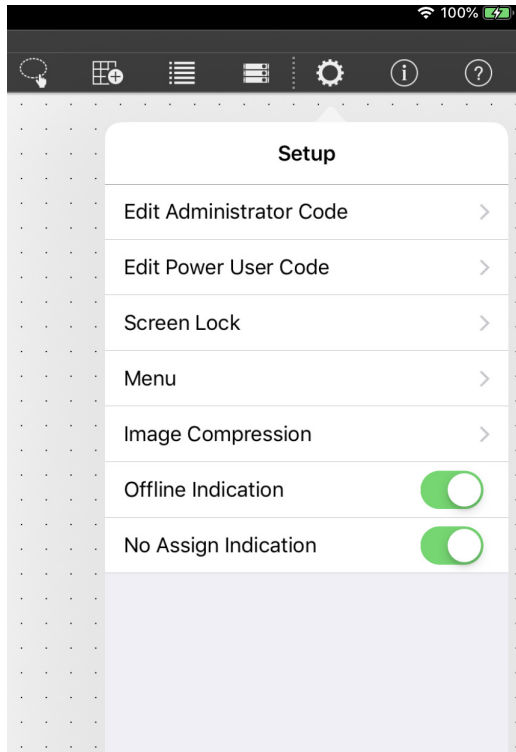 100%
i
?
Setup
Edit Administrator Code
Edit Power User Code
Screen Lock
Menu
Image Compression
Offline Indication
No Assign Indication